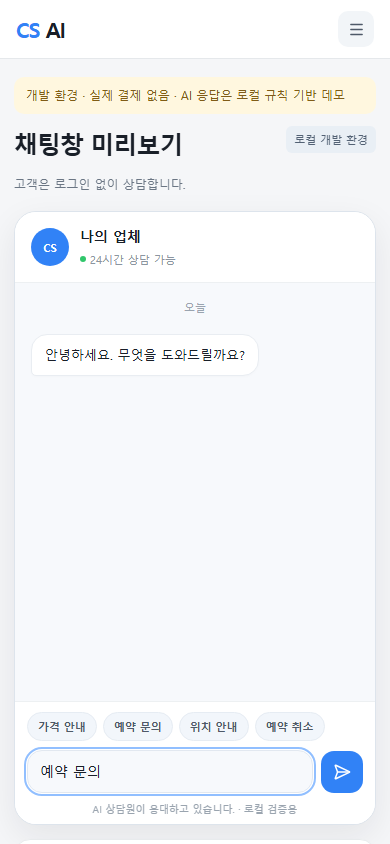 CS AI
개발 환경 · 실제 결제 없음 · AI 응답은 로컬 규칙 기반 데모
채팅창 미리보기
로컬 개발 환경
고객은 로그인 없이 상담합니다.
CS
나의 업체
24시간 상담 가능
오늘
안녕하세요. 무엇을 도와드릴까요?
가격 안내
예약 문의
위치 안내
예약 취소
예약 문의
AI 상담원이 응대하고 있습니다. · 로컬 검증용